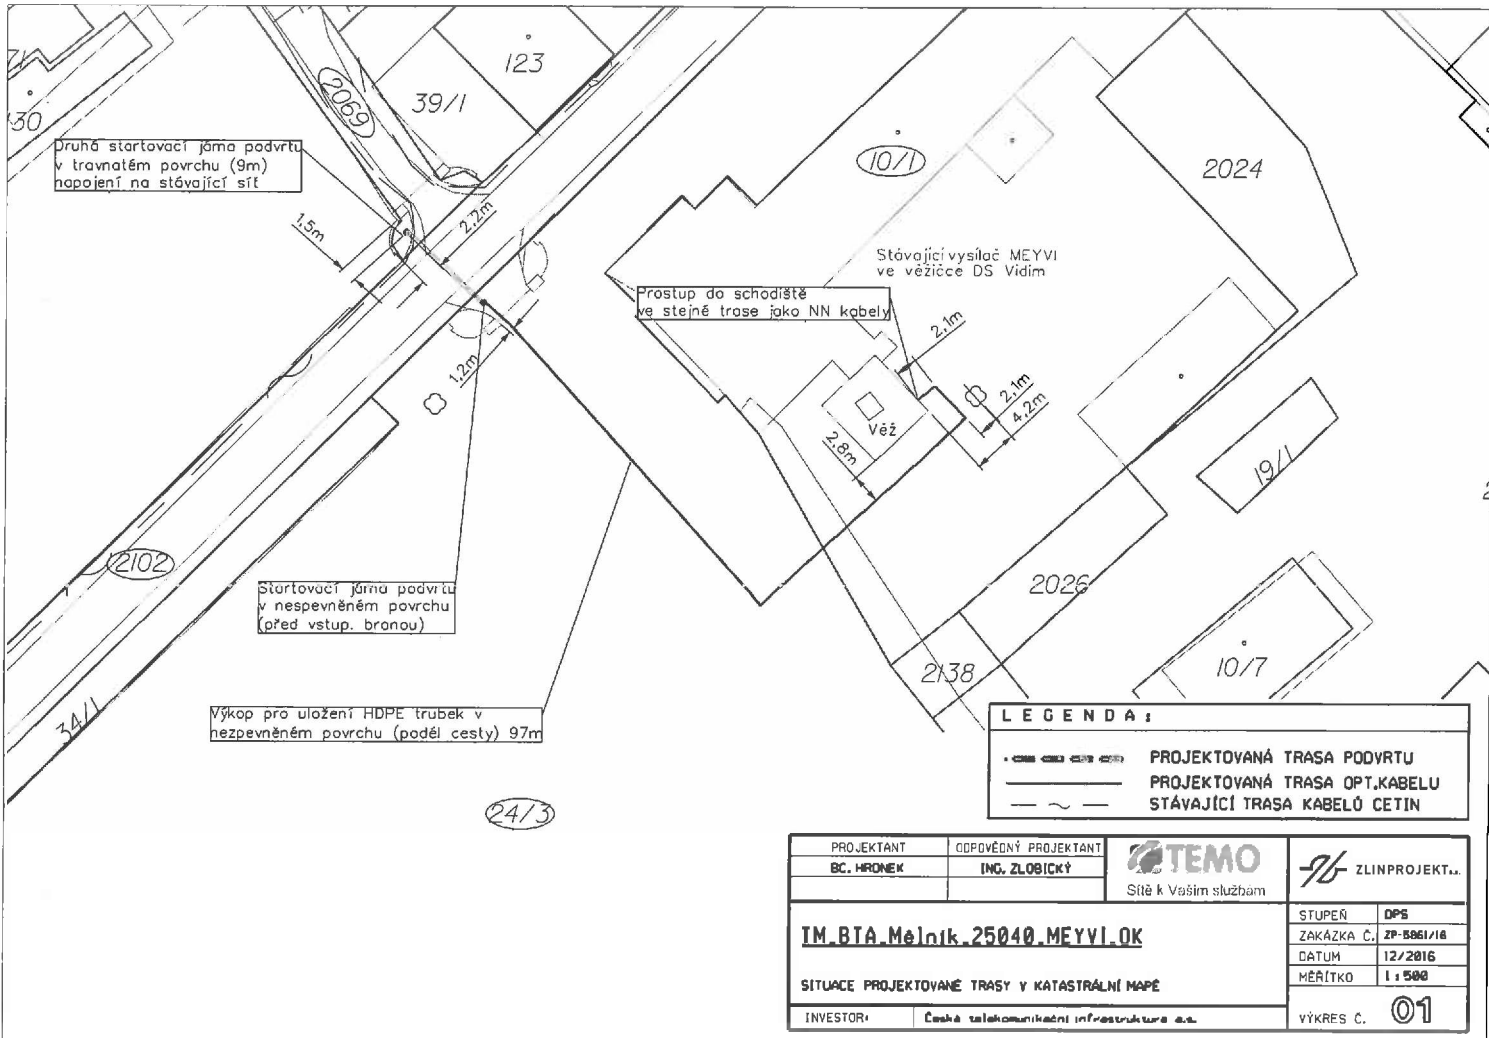 71
30
2069
39/1
123
Druhá startovací jáma podvrtu
v travnatém povrchu (9m)
napojení na stávající síť
1,5m
2,2m
10/1
2024
Stávající vysílač MEYVI
ve věžičce DS Vidim
Prostup do schodiště
ve stejné trase jako NN kabely
2,1m
2,1m
4,2m
1,2m
Věž
2,8m
19/1
2102
2026
Startovací jáma podvrtu
v nespevněném povrchu
(před vstup. branou)
2138
10/7
34/1
Výkop pro uložení HDPE trubek v
nezpevněném povrchu (podél cesty) 97m
24/3
LEGENDA:
PROJEKTOVANÁ TRASA PODVRTU
PROJEKTOVANÁ TRASA OPT.KABELU
STÁVAJÍCÍ TRASA KABELŮ CETIN
PROJEKTANT
ODPOVĚDNÝ PROJEKTANT
BC. HRONEK
ING. ZLOBICKÝ
TEMO
Sítě k Vašim službám
ZLINPROJEKT a.s.
TM_BTA_Mělník_25040_MEYVI_OK
SITUACE PROJEKTOVANÉ TRASY V KATASTRÁLNÍ MAPĚ
STUPEŇ DPS
ZAKÁZKA Č. ZP-5861/16
DATUM 12/2016
MĚŘÍTKO 1:500
INVESTOR: Česká telekomunikační infrastruktura a.s.
VÝKRES Č. 01